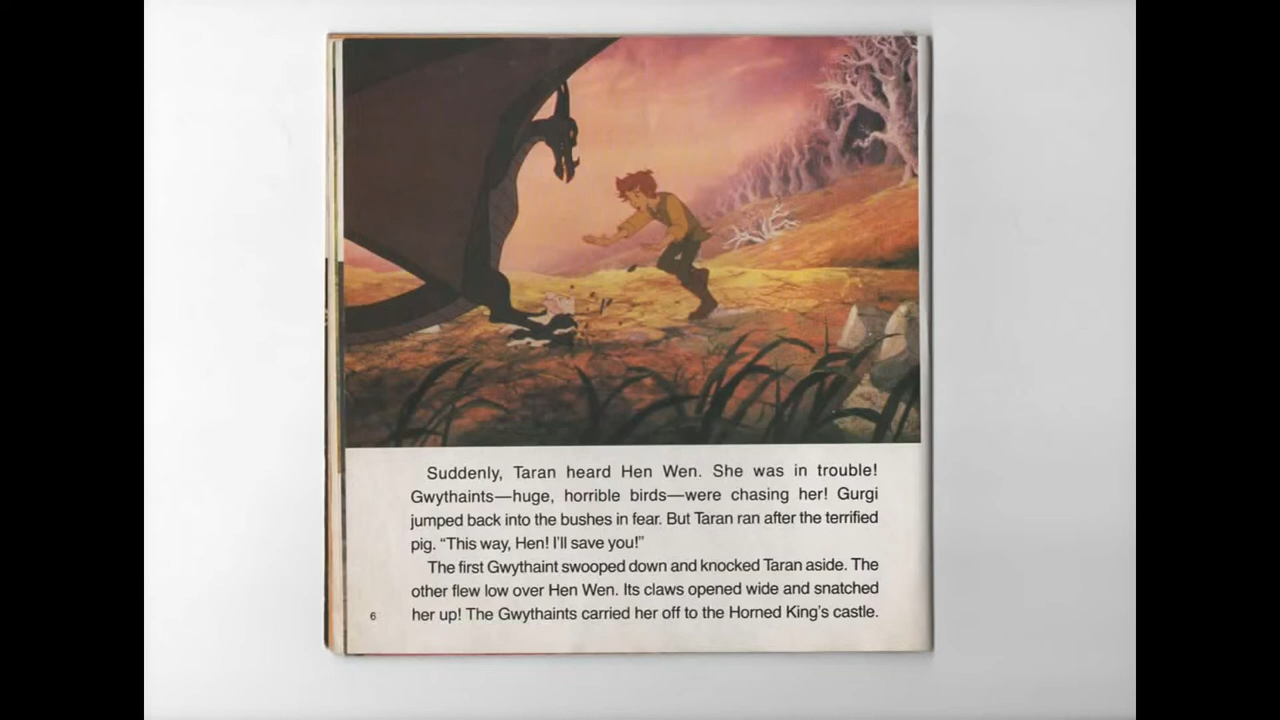 Suddenly, Taran heard Hen Wen. She was in trouble!
Gwythaints—huge, horrible birds—were chasing her! Gurgi
jumped back into the bushes in fear. But Taran ran after the terrified
pig. “This way, Hen! I’ll save you!”
The first Gwythaint swooped down and knocked Taran aside. The
other flew low over Hen Wen. Its claws opened wide and snatched
her up! The Gwythaints carried her off to the Horned King’s castle.
6